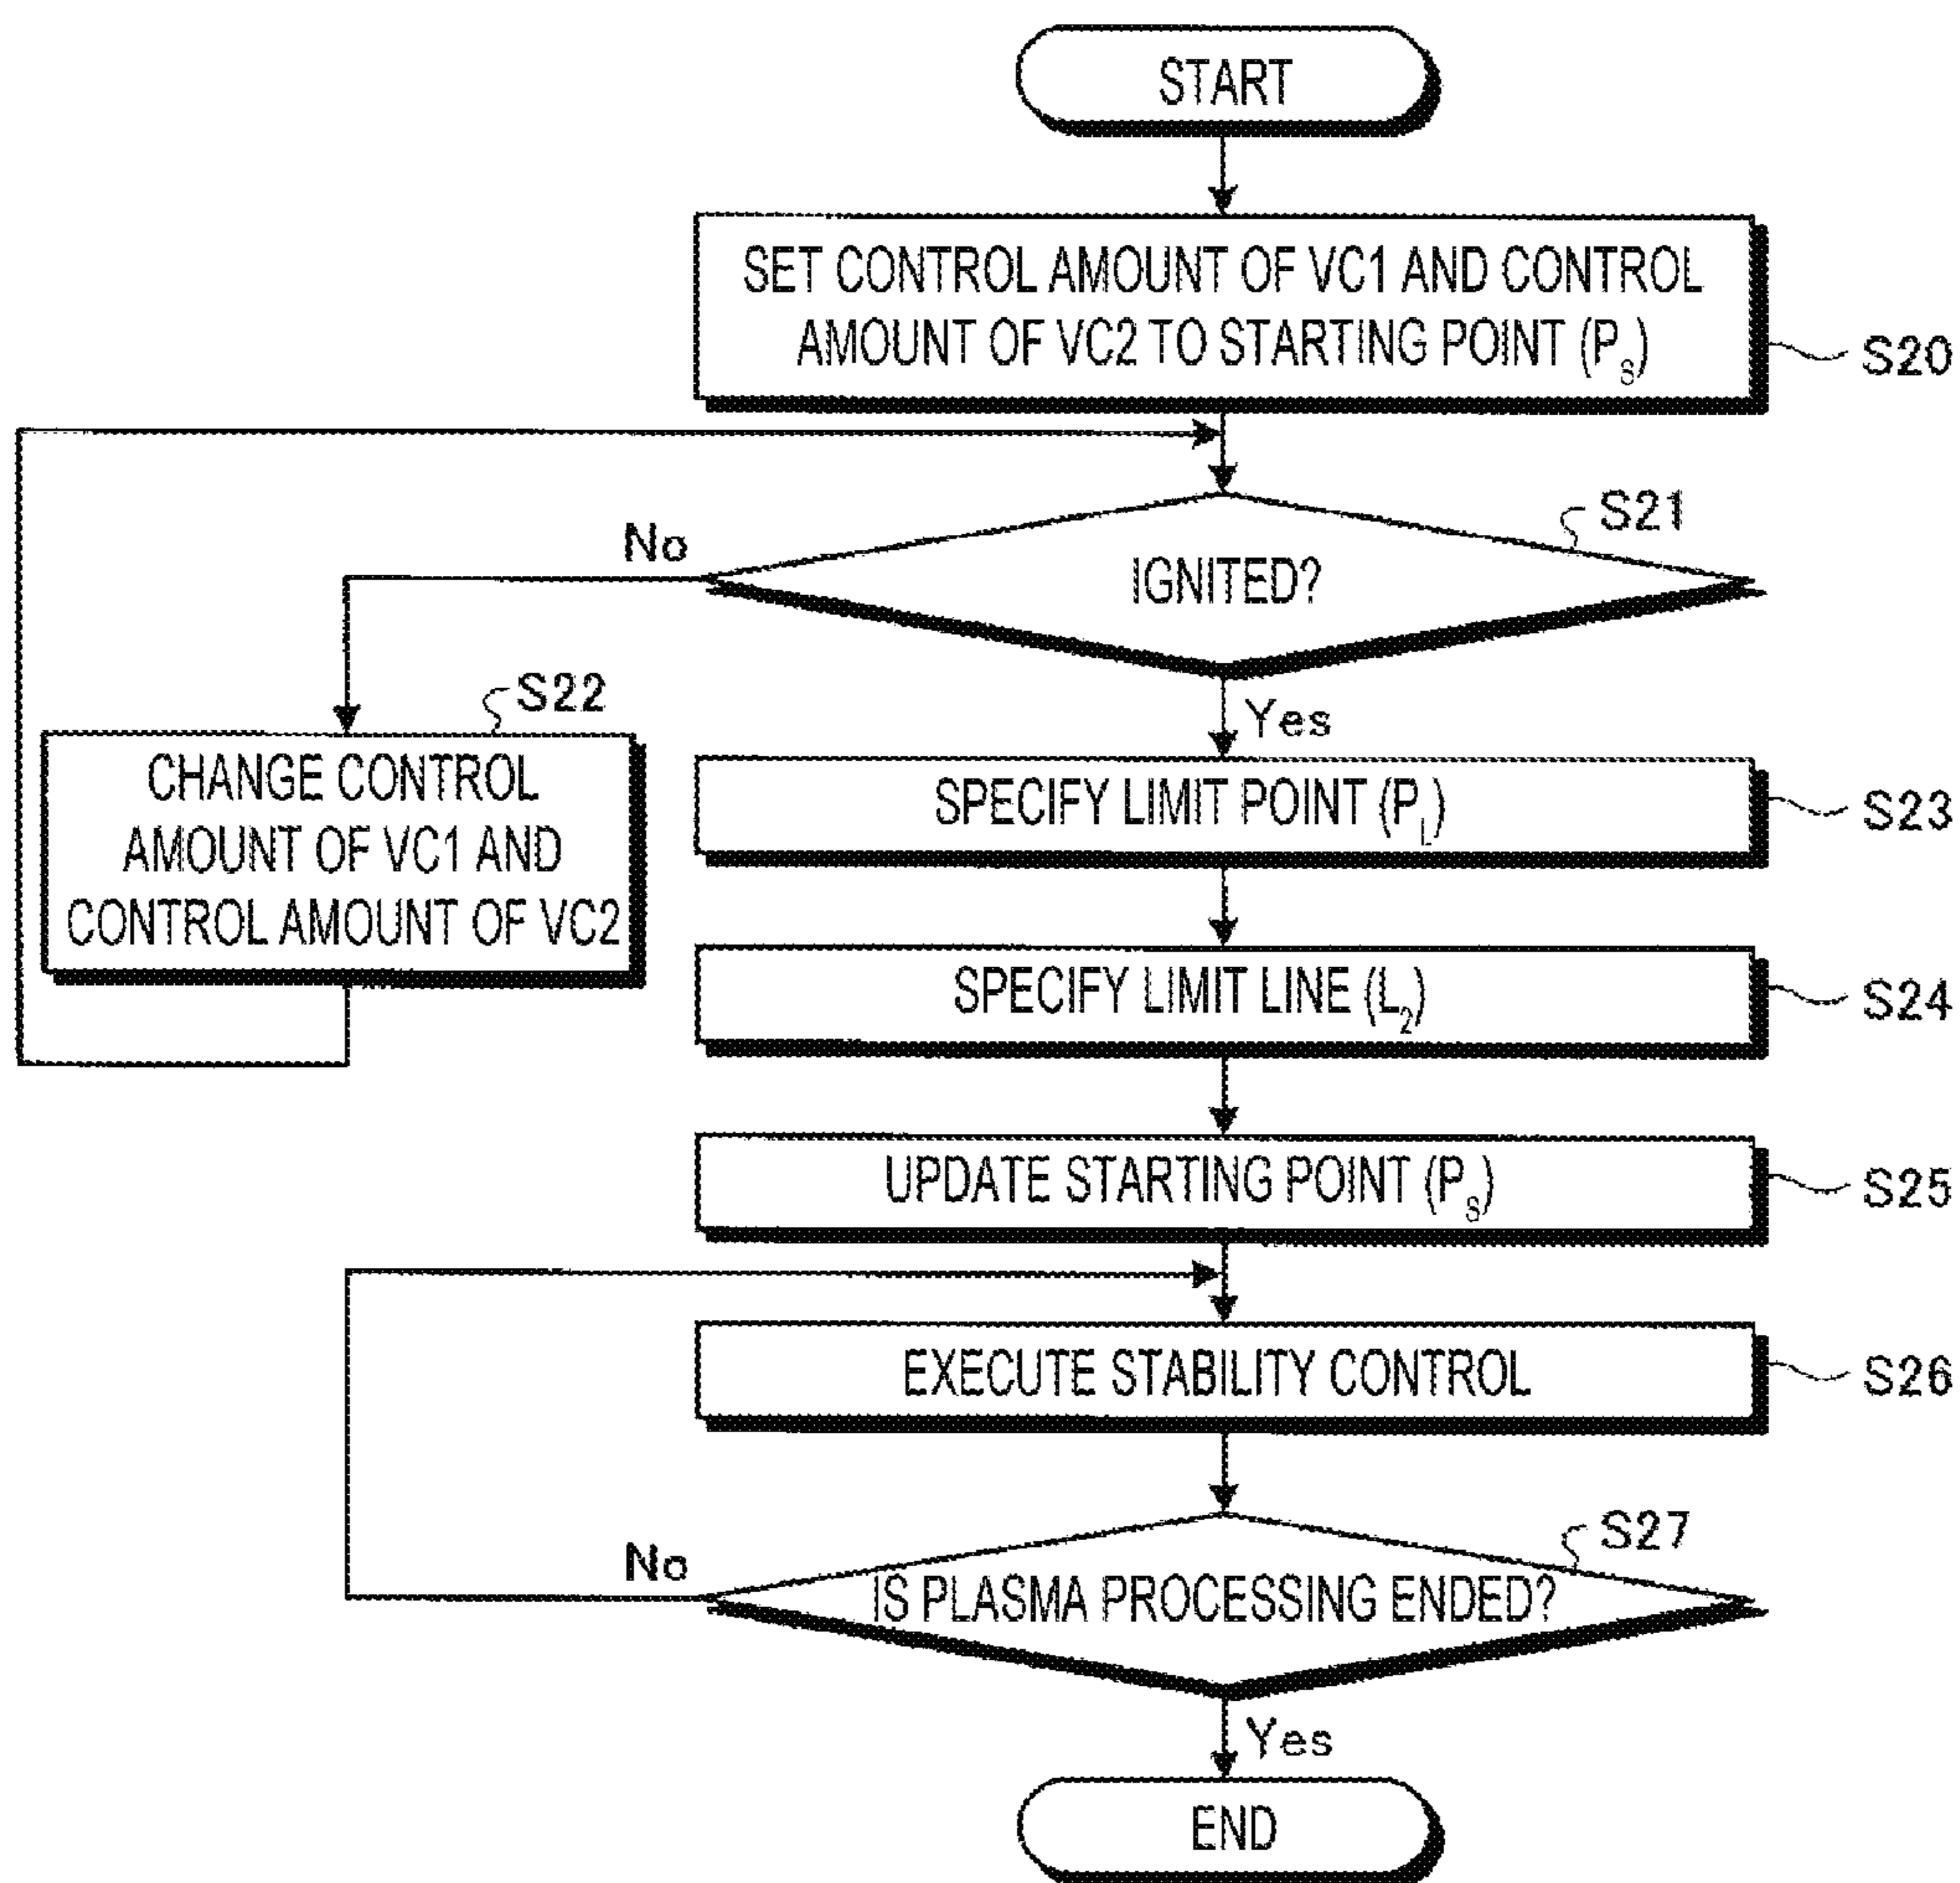 START
SET CONTROL AMOUNT OF VC1 AND CONTROL
AMOUNT OF VC2 TO STARTING POINT (PS)
S20
S21
No
IGNITED?
S22
Yes
CHANGE CONTROL
AMOUNT OF VC1 AND
CONTROL AMOUNT OF VC2
SPECIFY LIMIT POINT (PL)
S23
SPECIFY LIMIT LINE (L2)
S24
UPDATE STARTING POINT (PS)
S25
EXECUTE STABILITY CONTROL
S26
S27
No
IS PLASMA PROCESSING ENDED?
Yes
END